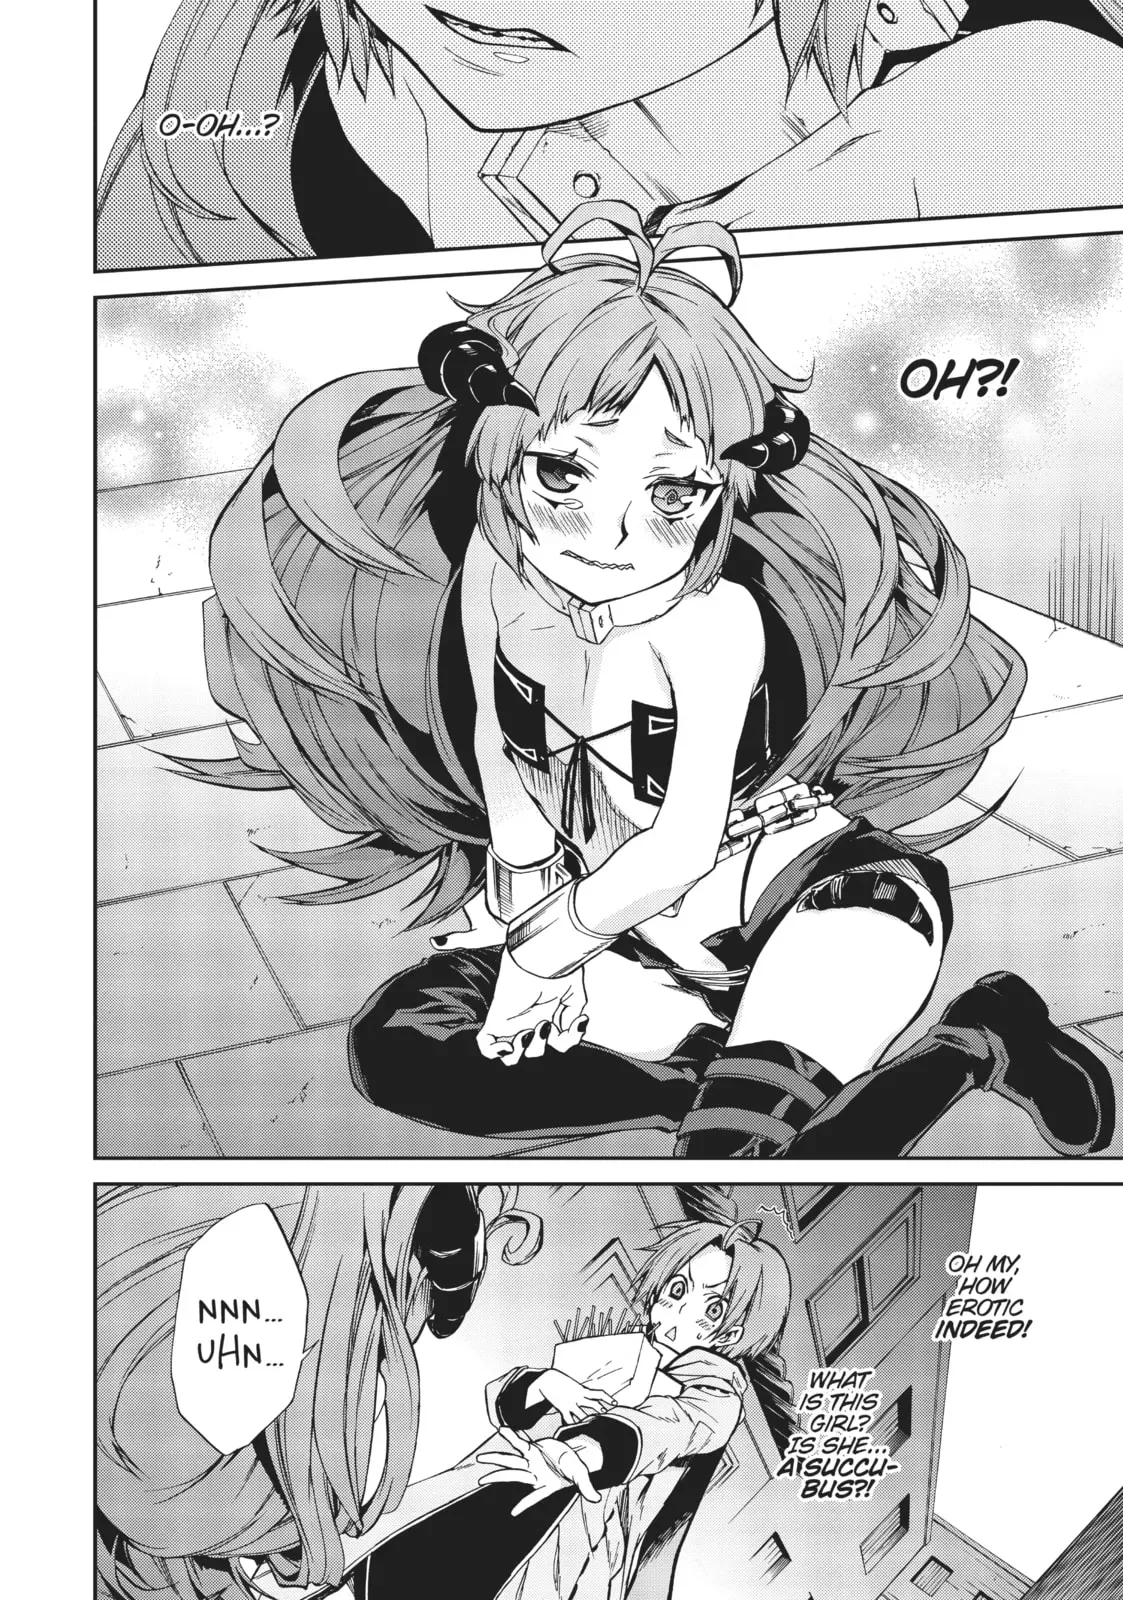 O-OH...?
OH?!
OH MY,
HOW
EROTIC
INDEED!
WHAT
IS THIS
GIRL?
IS SHE...
A SUCCU-
BUS?!
NNN...
UHN...